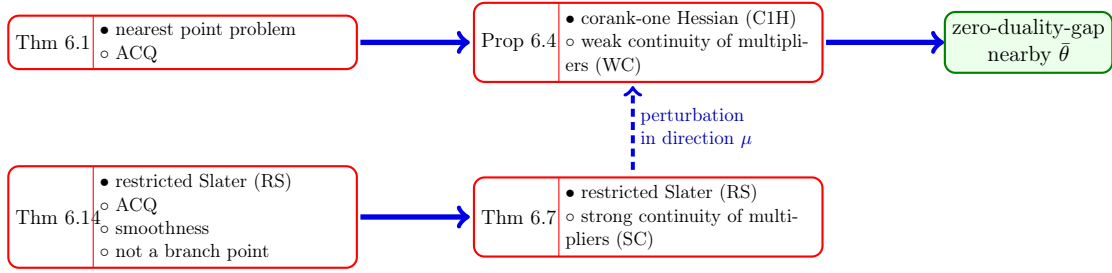 Thm 6.1
• nearest point problem
○ ACQ
Prop 6.4
• corank-one Hessian (C1H)
○ weak continuity of multipli-
ers (WC)
zero-duality-gap
nearby θ̄
perturbation
in direction μ
Thm 6.14
• restricted Slater (RS)
○ ACQ
○ smoothness
○ not a branch point
Thm 6.7
• restricted Slater (RS)
○ strong continuity of multi-
pliers (SC)